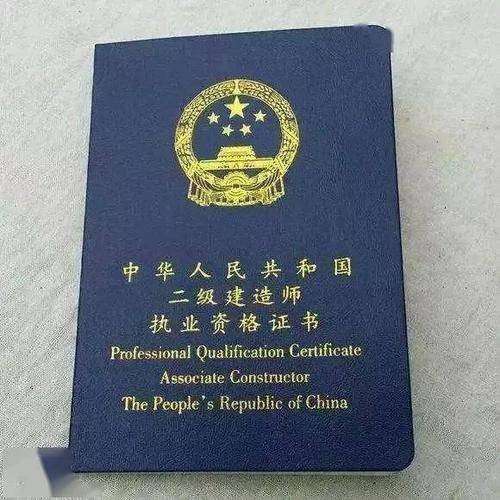 中华人民共和国
二级建造师
执业资格证书
Professional Qualification Certificate
Associate Constructor
The People's Republic of China